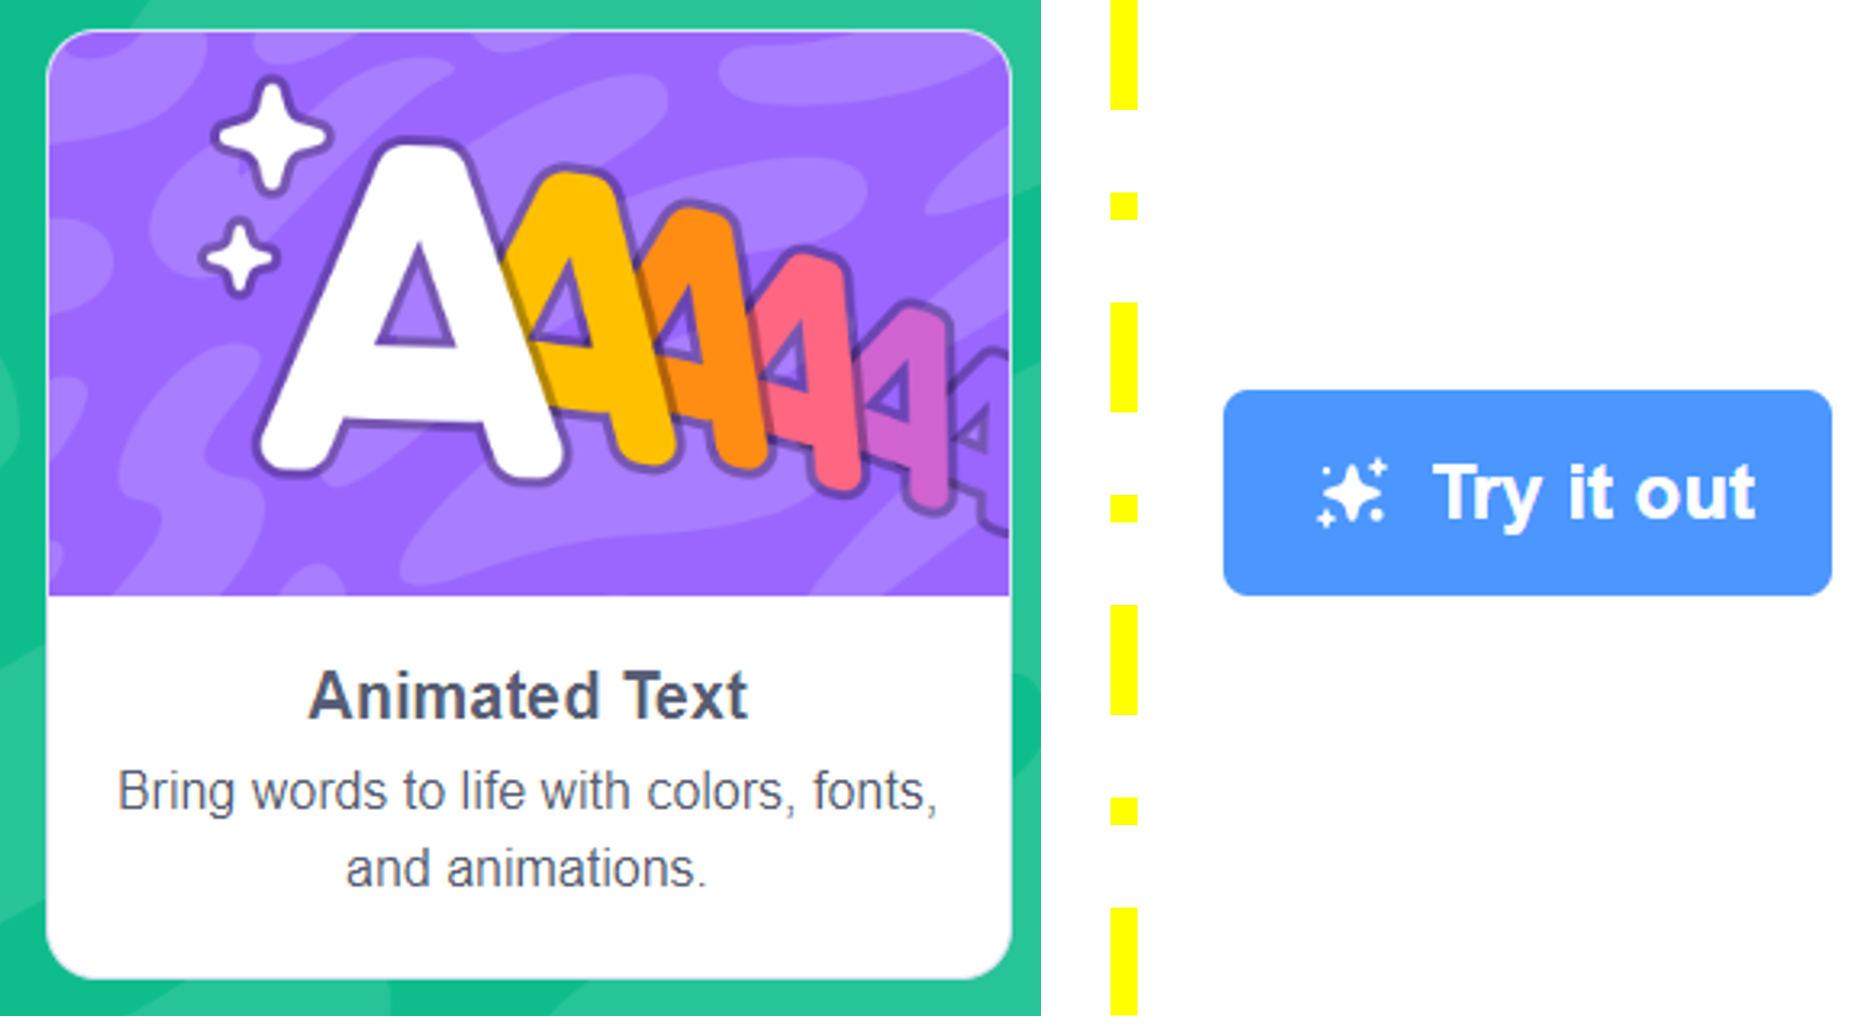 AAAAAA
Animated Text
Bring words to life with colors, fonts,
and animations.
Try it out